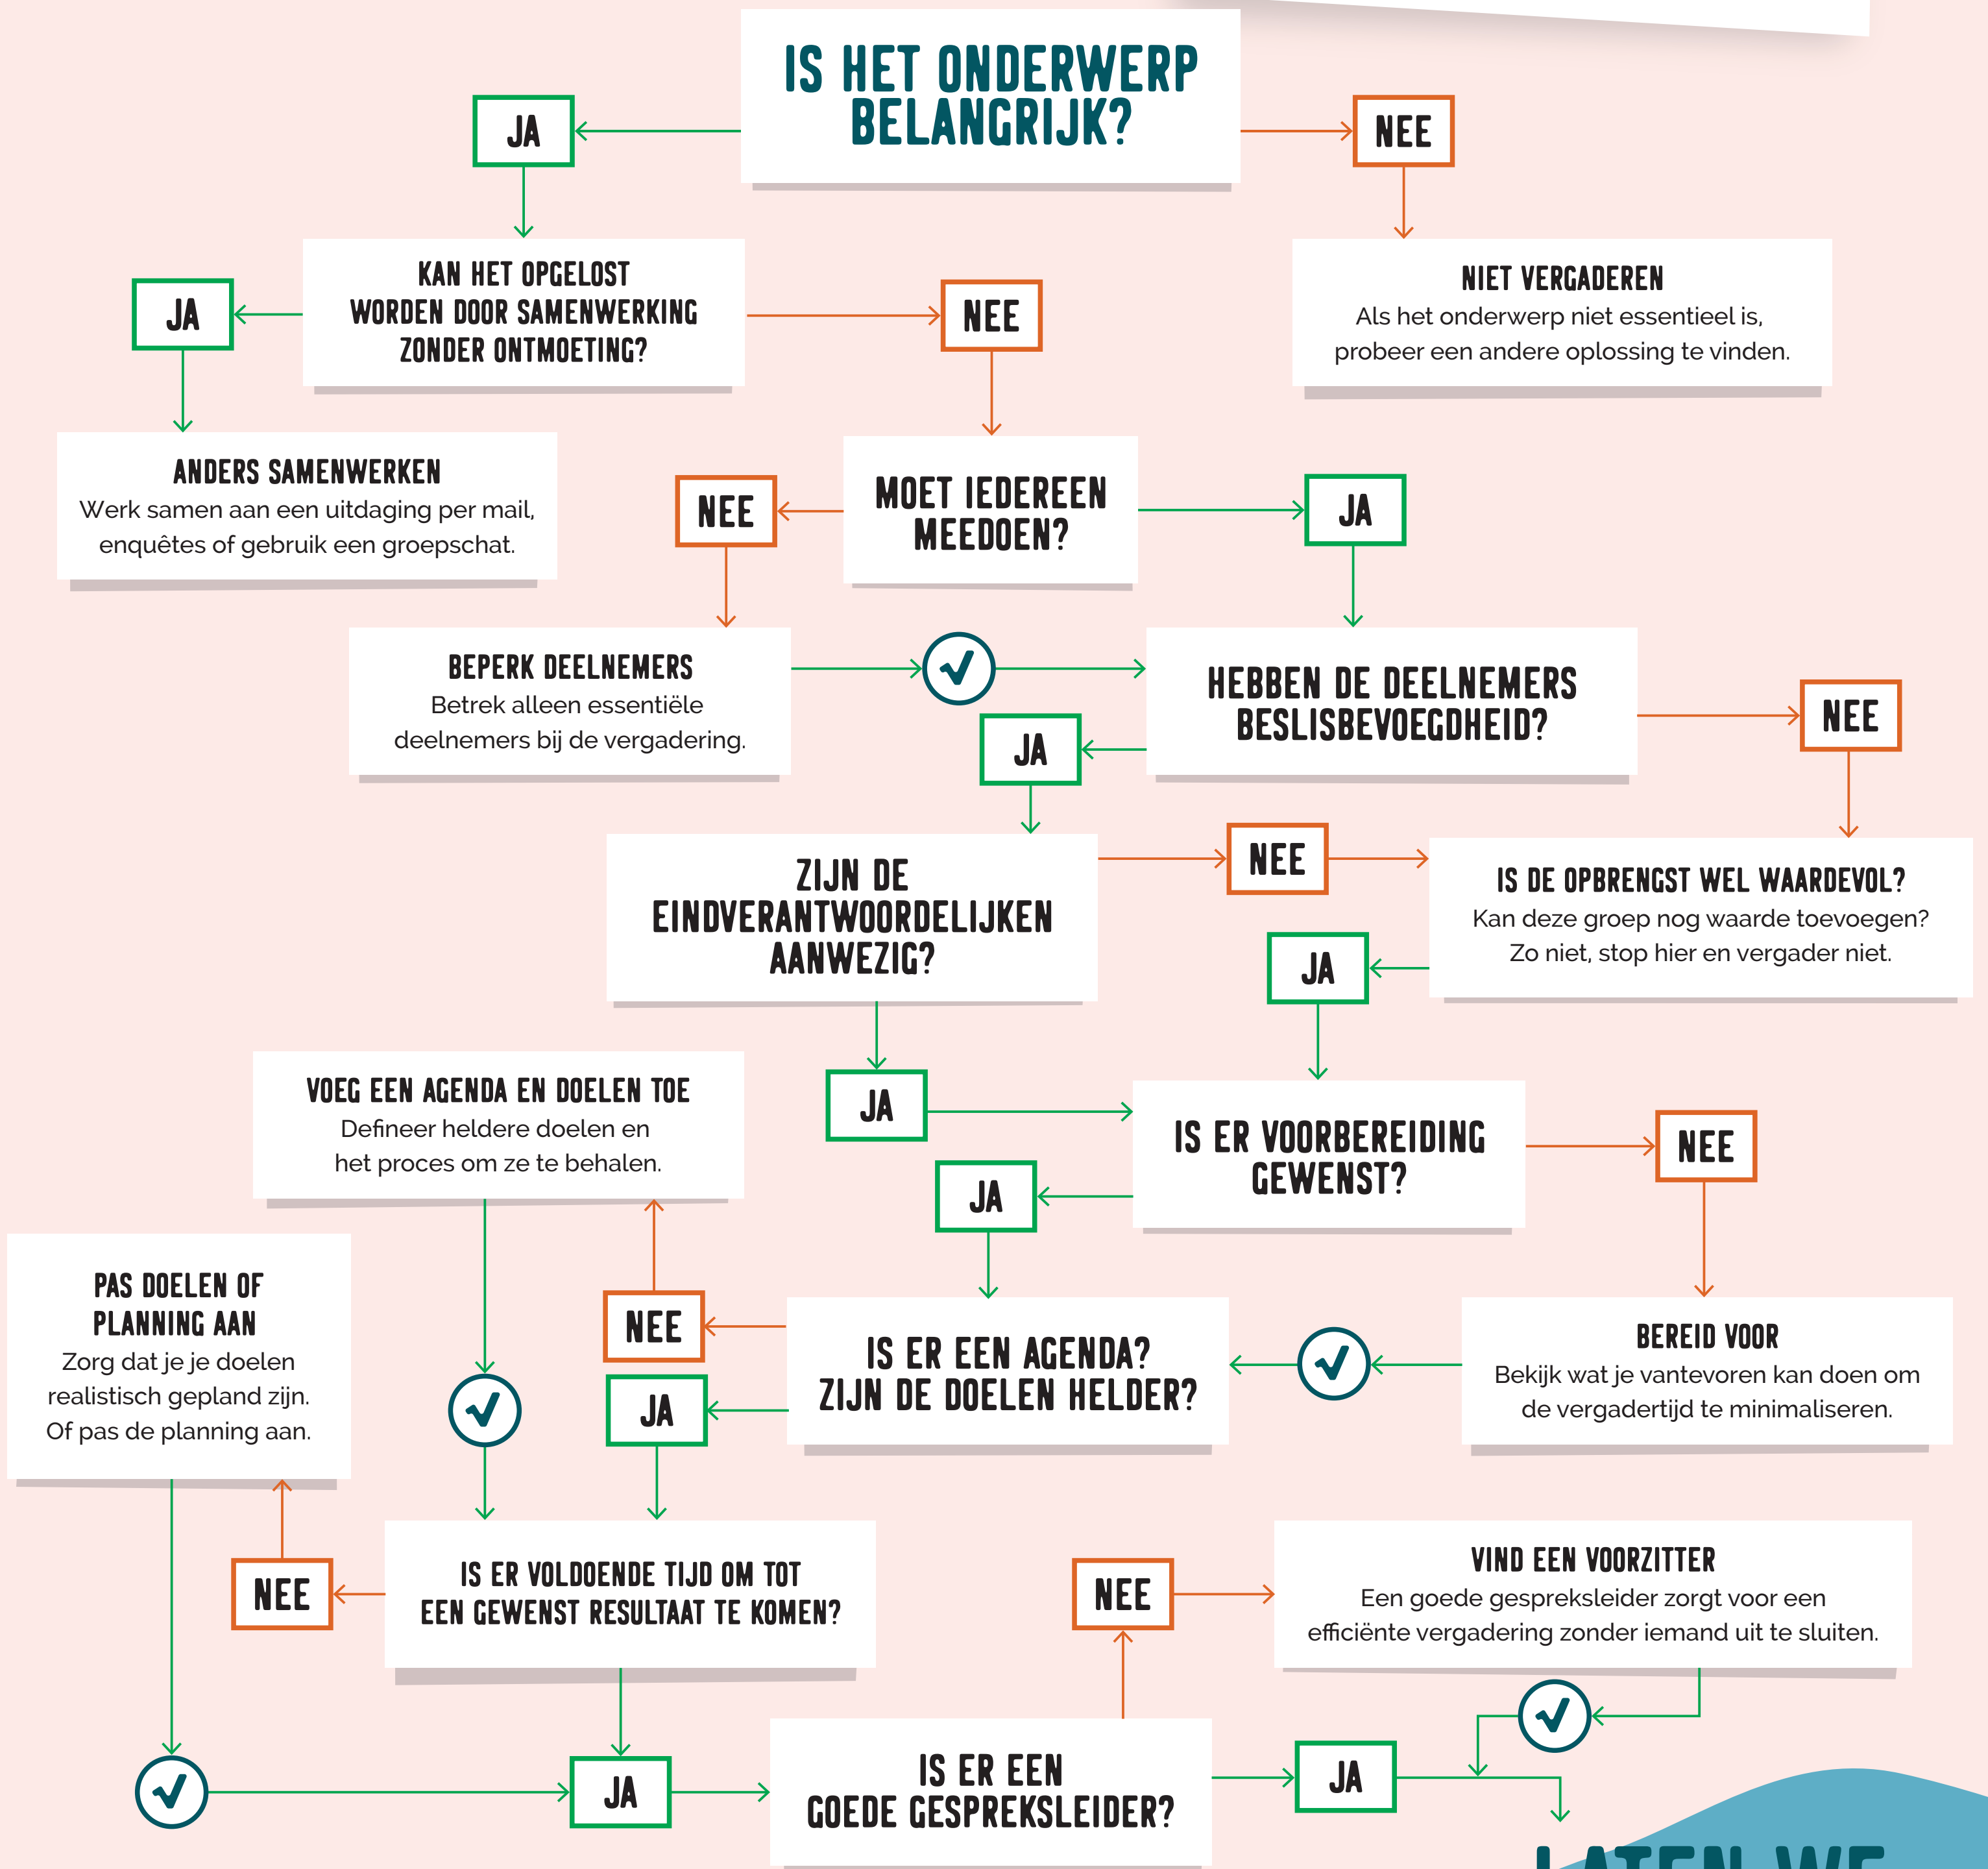 IS HET ONDERWERP
BELANGRIJK?
JA
NEE
KAN HET OPGELOST
WORDEN DOOR SAMENWERKING
ZONDER ONTMOETING?
JA
NEE
NIET VERGADEREN
Als het onderwerp niet essentieel is,
probeer een andere oplossing te vinden.
ANDERS SAMENWERKEN
Werk samen aan een uitdaging per mail,
enquêtes of gebruik een groepschat.
NEE
MOET IEDEREEN
MEEDOEN?
JA
BEPERK DEELNEMERS
Betrek alleen essentiële
deelnemers bij de vergadering.
HEBBEN DE DEELNEMERS
BESLISBEVOEGDHEID?
NEE
JA
ZIJN DE
EINDVERANTWOORDELIJKEN
AANWEZIG?
NEE
IS DE OPBRENGST WEL WAARDEVOL?
Kan deze groep nog waarde toevoegen?
Zo niet, stop hier en vergader niet.
JA
VOEG EEN AGENDA EN DOELEN TOE
Defineer heldere doelen en
het proces om ze te behalen.
JA
IS ER VOORBEREIDING
GEWENST?
NEE
JA
PAS DOELEN OF
PLANNING AAN
Zorg dat je je doelen
realistisch gepland zijn.
Of pas de planning aan.
NEE
JA
IS ER EEN AGENDA?
ZIJN DE DOELEN HELDER?
BEREID VOOR
Bekijk wat je vantevoren kan doen om
de vergadertijd te minimaliseren.
NEE
IS ER VOLDOENDE TIJD OM TOT
EEN GEWENST RESULTAAT TE KOMEN?
NEE
VIND EEN VOORZITTER
Een goede gespreksleider zorgt voor een
efficiënte vergadering zonder iemand uit te sluiten.
JA
IS ER EEN
GOEDE GESPREKSLEIDER?
JA
LATEN WE